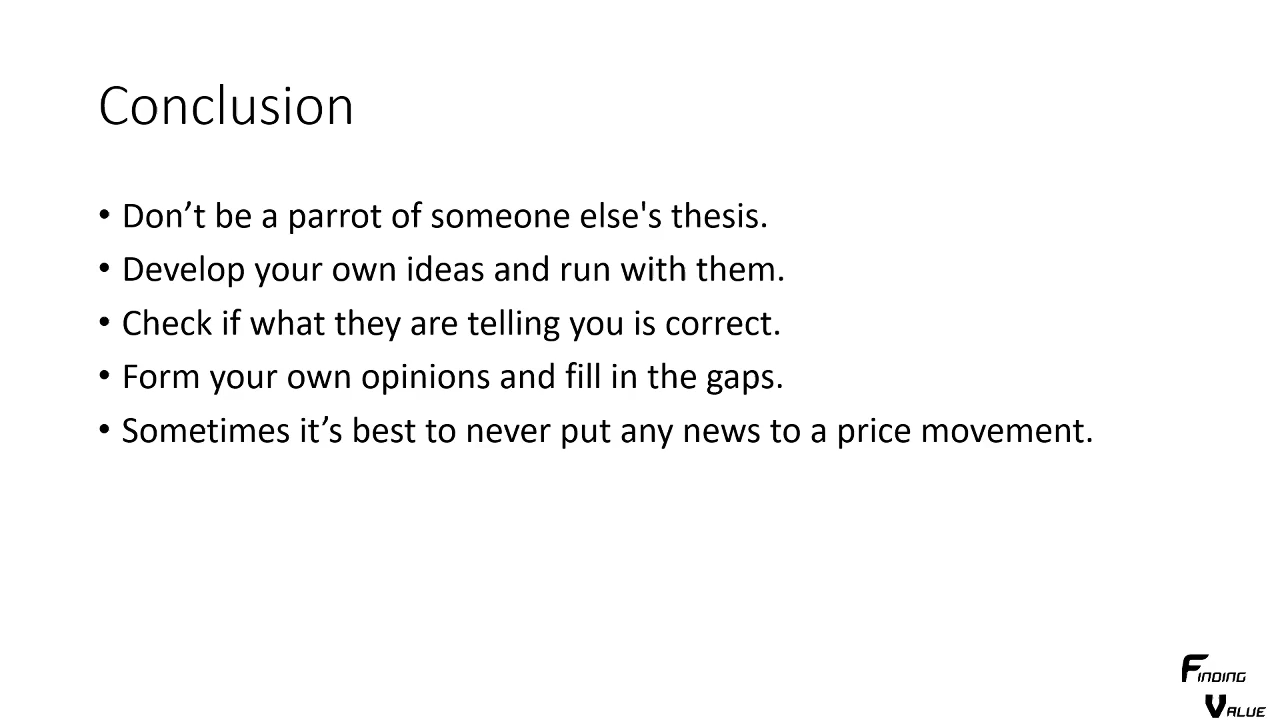 Conclusion
• Don’t be a parrot of someone else's thesis.
• Develop your own ideas and run with them.
• Check if what they are telling you is correct.
• Form your own opinions and fill in the gaps.
• Sometimes it’s best to never put any news to a price movement.
Finding
Value